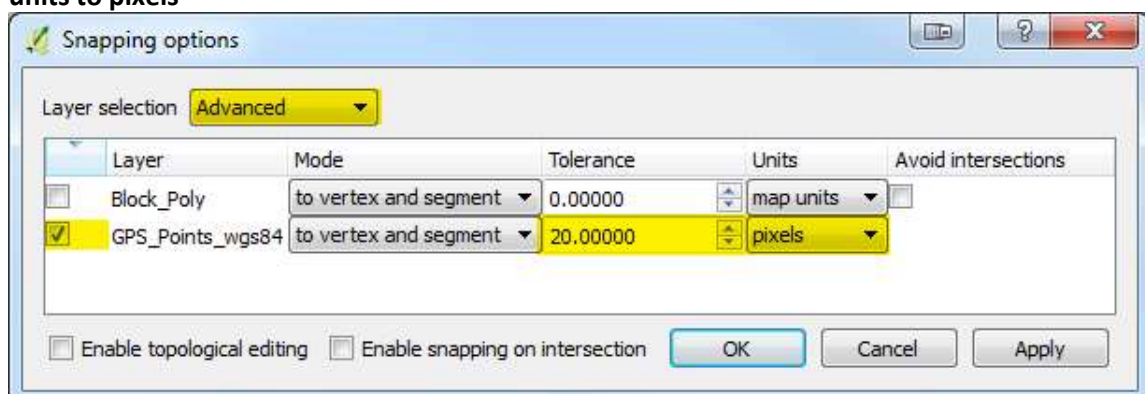 units to pixels
Snapping options
Layer selection Advanced
Layer Mode Tolerance Units Avoid intersections
Block_Poly to vertex and segment 0.00000 map units
GPS_Points_wgs84 to vertex and segment 20.00000 pixels
Enable topological editing Enable snapping on intersection OK Cancel Apply